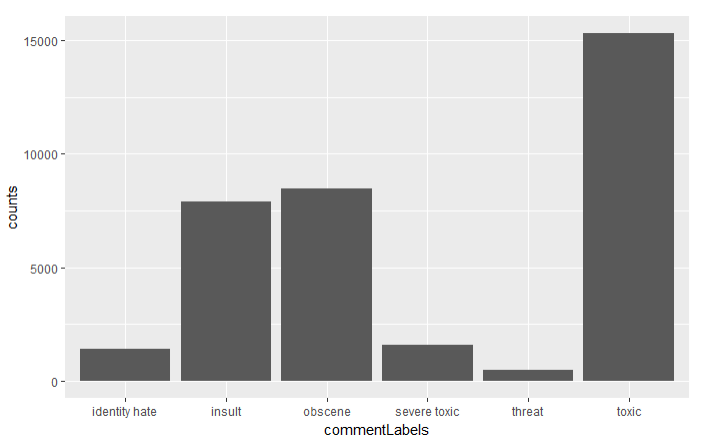 15000
10000
5000
0
counts
identity hate
insult
obscene
severe toxic
threat
toxic
commentLabels